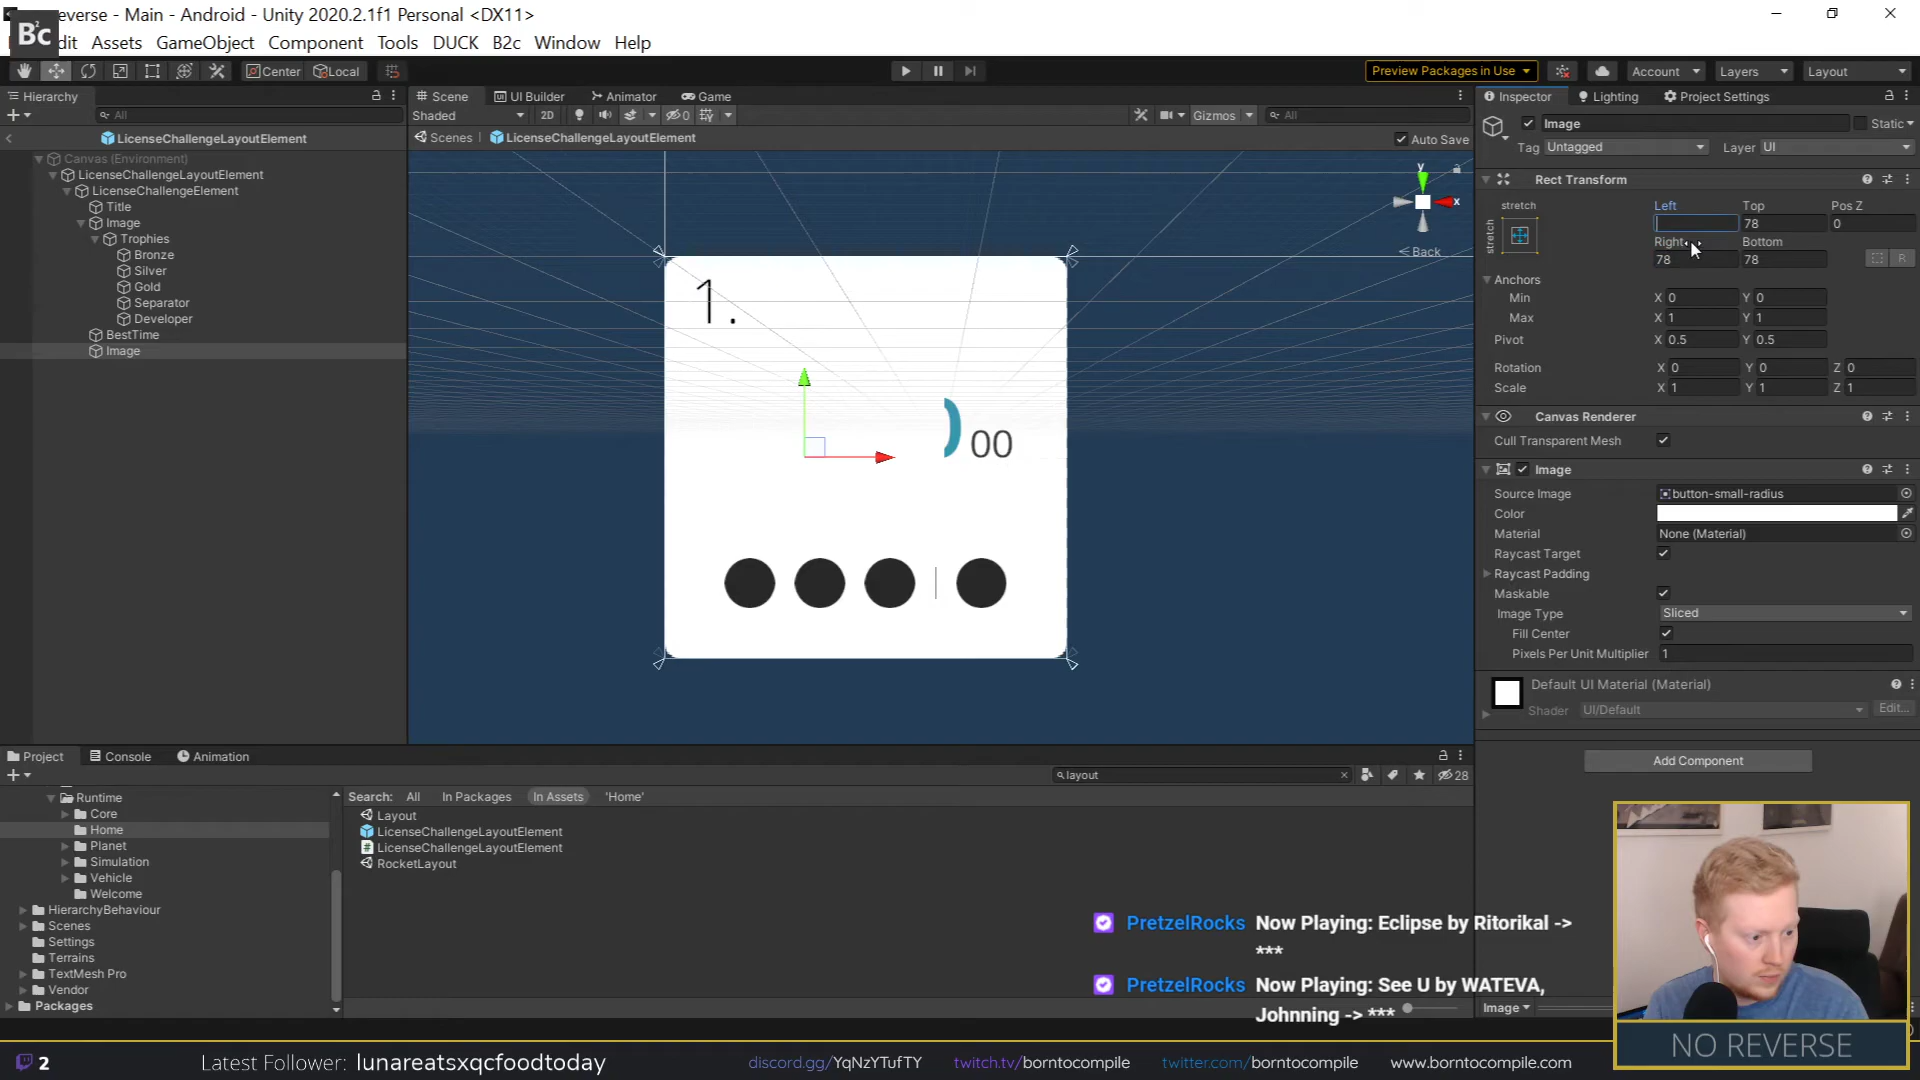 Reverse - Main - Android - Unity 2020.2.1f1 Personal <DX11>
B2c
Edit Assets GameObject Component Tools DUCK B2c Window Help
Center Local
Preview Packages in Use Account Layers Layout
Hierarchy
All
LicenseChallengeLayoutElement
Canvas (Environment)
LicenseChallengeLayoutElement
LicenseChallengeElement
Title
Image
Trophies
Bronze
Silver
Gold
Separator
Developer
BestTime
Image
Scene UI Builder Animator Game
Shaded 2D 0 Gizmos All
Scenes LicenseChallengeLayoutElement Auto Save
y
x
Back
1.
00
Inspector Lighting Project Settings
Image Static
Tag Untagged Layer UI
Rect Transform
stretch
stretch
Left Top Pos Z
78 0
Right Bottom
78 78
R
Anchors
Min X 0 Y 0
Max X 1 Y 1
Pivot X 0.5 Y 0.5
Rotation X 0 Y 0 Z 0
Scale X 1 Y 1 Z 1
Canvas Renderer
Cull Transparent Mesh
Image
Source Image button-small-radius
Color
Material None (Material)
Raycast Target
Raycast Padding
Maskable
Image Type Sliced
Fill Center
Pixels Per Unit Multiplier 1
Default UI Material (Material)
Shader UI/Default Edit...
Add Component
Image
Project Console Animation
layout 28
Search: All In Packages In Assets 'Home'
Runtime
Core
Home
Planet
Simulation
Vehicle
Welcome
HierarchyBehaviour
Scenes
Settings
Terrains
TextMesh Pro
Vendor
Packages
Layout
LicenseChallengeLayoutElement
LicenseChallengeLayoutElement
RocketLayout
PretzelRocks Now Playing: Eclipse by Ritorikal ->
***
PretzelRocks Now Playing: See U by WATEVA,
Johnning -> ***
NO REVERSE
2 Latest Follower: lunareatsxqcfoodtoday discord.gg/YqNzYTufTY twitch.tv/borntocompile twitter.com/borntocompile www.borntocompile.com